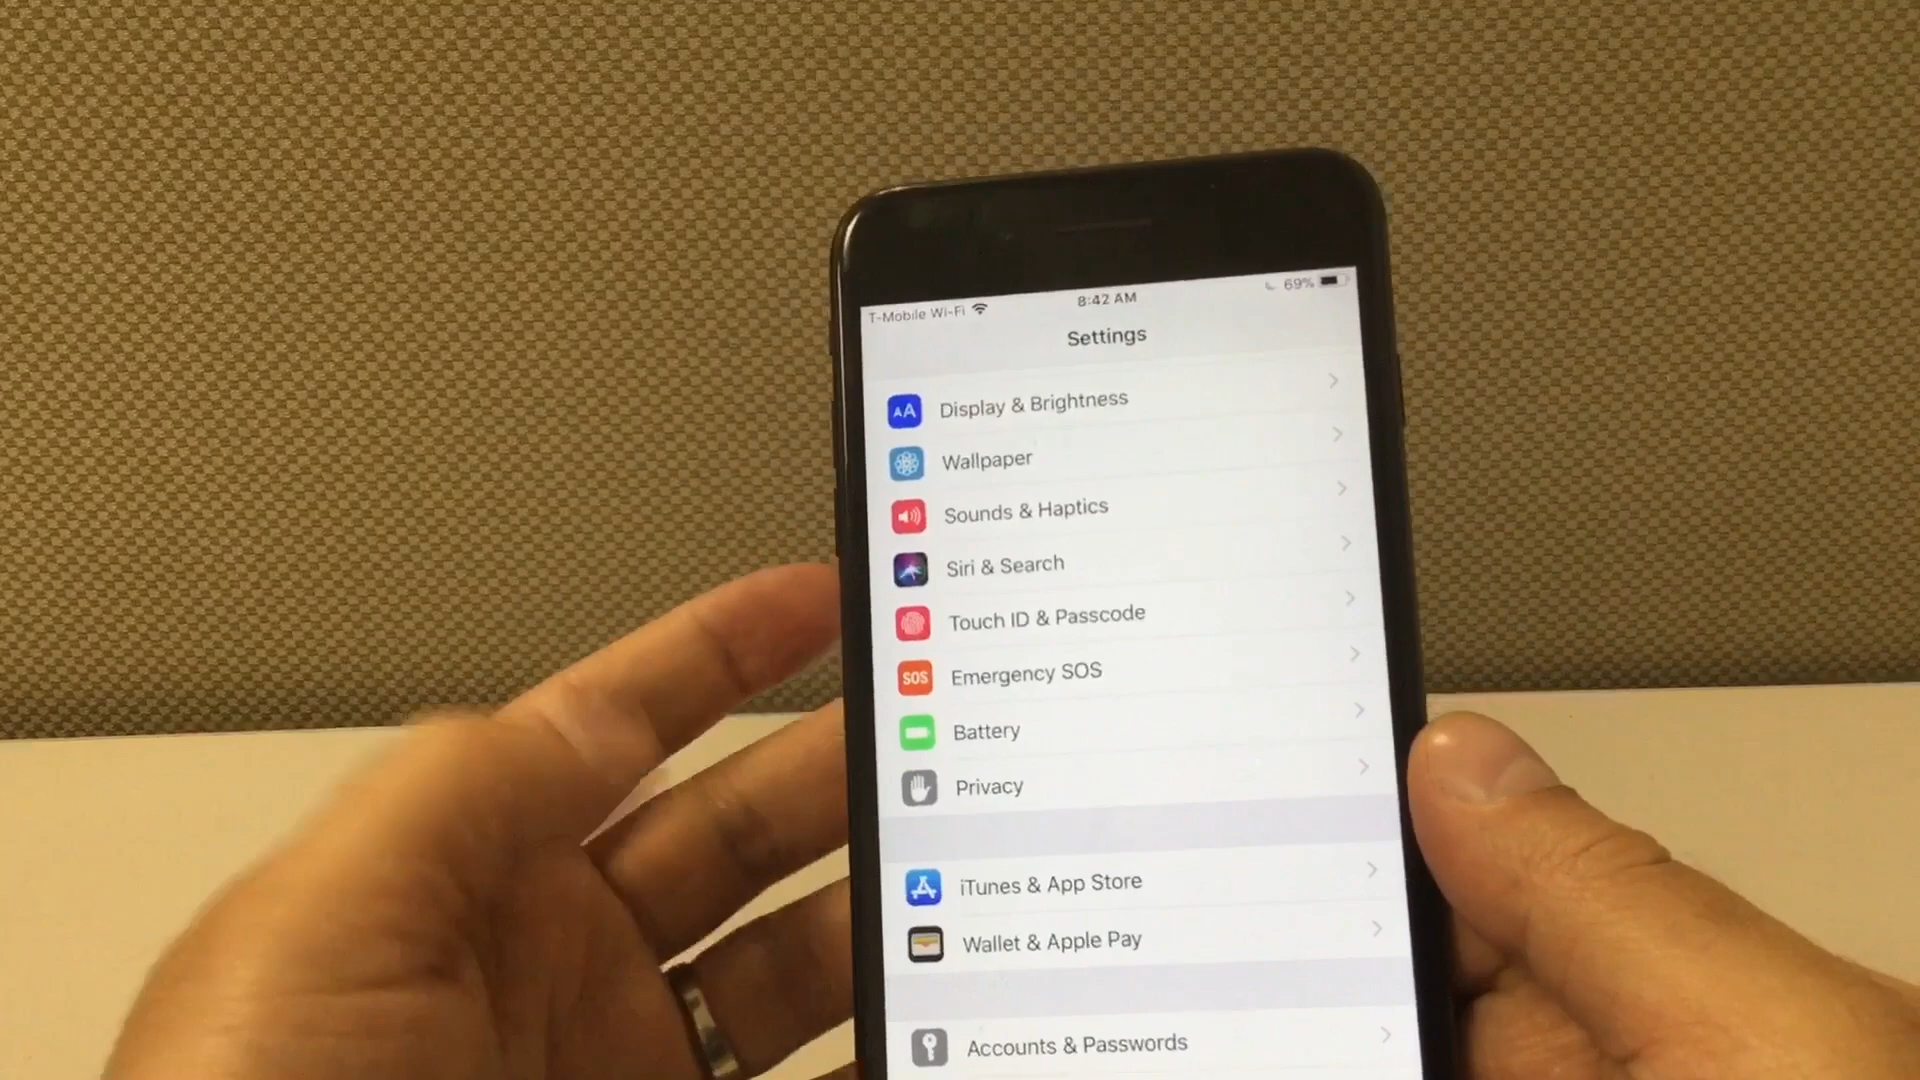 T-Mobile Wi-Fi 8:42 AM 69%
Settings
AA Display & Brightness
Wallpaper
Sounds & Haptics
Siri & Search
Touch ID & Passcode
SOS Emergency SOS
Battery
Privacy
iTunes & App Store
Wallet & Apple Pay
Accounts & Passwords